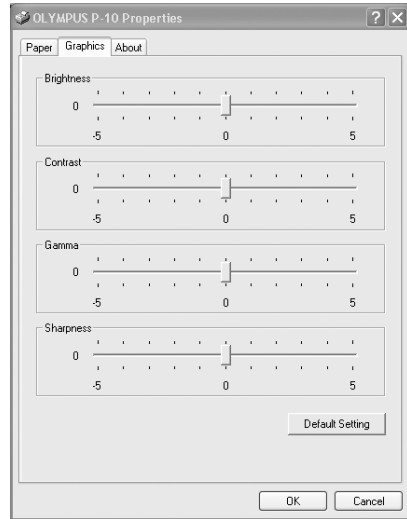 OLYMPUS P-10 Properties
Paper Graphics About
Brightness
0
-5 0 5
Contrast
0
-5 0 5
Gamma
0
-5 0 5
Sharpness
0
-5 0 5
Default Setting
OK Cancel